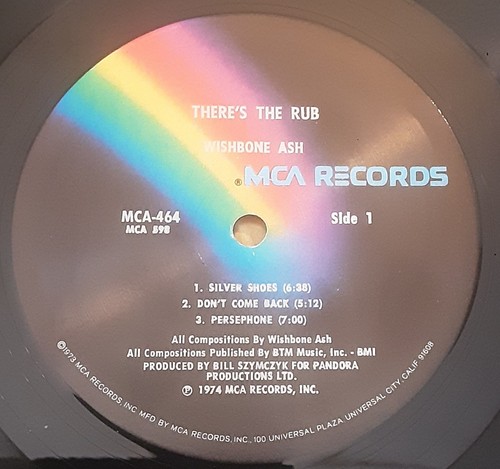 THERE'S THE RUB
WISHBONE ASH
®MCA RECORDS
MCA-464
MCA 598
Side 1
1. SILVER SHOES (6:38)
2. DON'T COME BACK (5:12)
3. PERSEPHONE (7:00)
All Compositions By Wishbone Ash
All Compositions Published By BTM Music, Inc. - BMI
PRODUCED BY BILL SZYMCZYK FOR PANDORA
PRODUCTIONS LTD.
℗ 1974 MCA RECORDS, INC.
©1973 MCA RECORDS, INC. MFD BY MCA RECORDS, INC., 100 UNIVERSAL PLAZA, UNIVERSAL CITY, CALIF. 91608